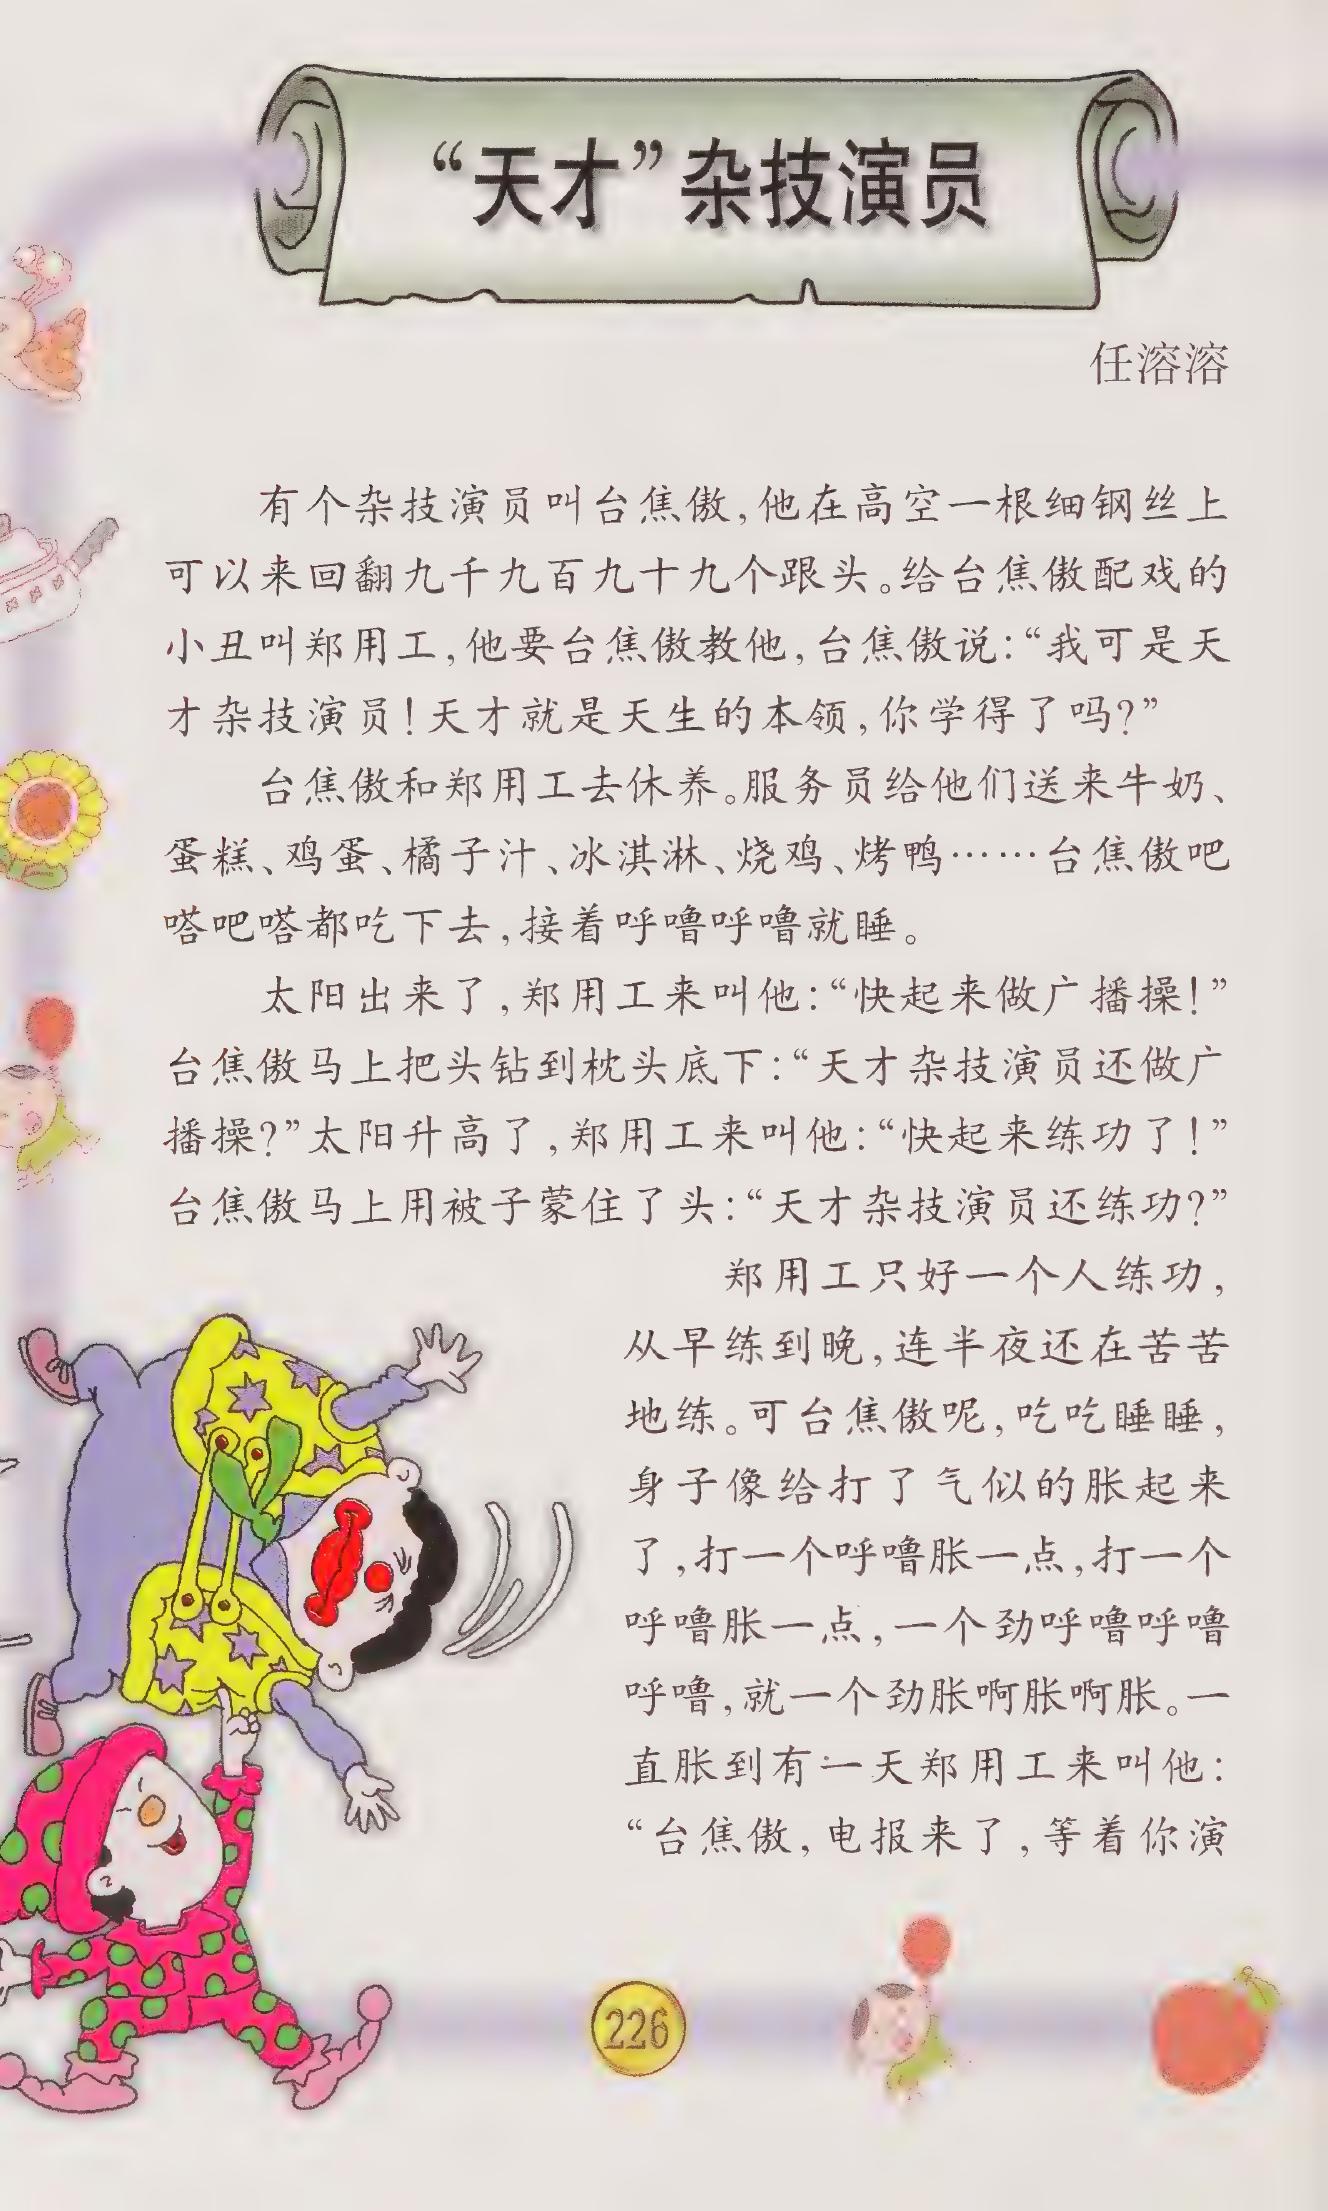 “天才”杂技演员
任溶溶
有个杂技演员叫台焦傲,他在高空一根细钢丝上
可以来回翻九千九百九十九个跟头。给台焦傲配戏的
小丑叫郑用工,他要台焦傲教他,台焦傲说:“我可是天
才杂技演员!天才就是天生的本领,你学得了吗?”
台焦傲和郑用工去休养。服务员给他们送来牛奶、
蛋糕、鸡蛋、橘子汁、冰淇淋、烧鸡、烤鸭……台焦傲吧
嗒吧嗒都吃下去,接着呼噜呼噜就睡。
太阳出来了,郑用工来叫他:“快起来做广播操!”
台焦傲马上把头钻到枕头底下:“天才杂技演员还做广
播操?”太阳升高了,郑用工来叫他:“快起来练功了!”
台焦傲马上用被子蒙住了头:“天才杂技演员还练功?”
郑用工只好一个人练功,
从早练到晚,连半夜还在苦苦
地练。可台焦傲呢,吃吃睡睡,
身子像给打了气似的胀起来
了,打一个呼噜胀一点,打一个
呼噜胀一点,一个劲呼噜呼噜
呼噜,就一个劲胀啊胀啊胀。一
直胀到有一天郑用工来叫他:
“台焦傲,电报来了,等着你演
226